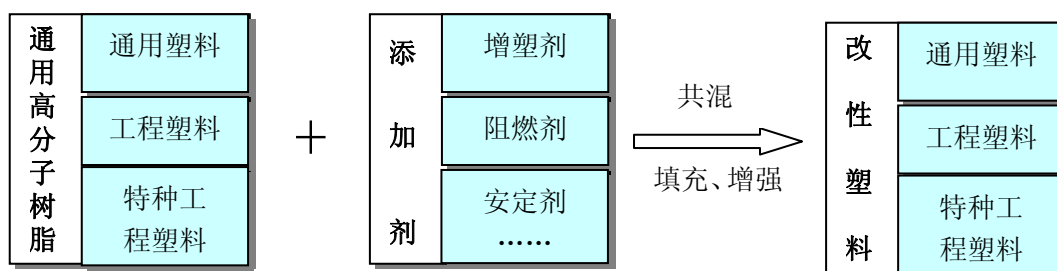 通用高分子树脂
通用塑料
工程塑料
特种工
程塑料
+
添加剂
增塑剂
阻燃剂
安定剂
……
共混
填充、增强
改性塑料
通用塑料
工程塑料
特种工
程塑料